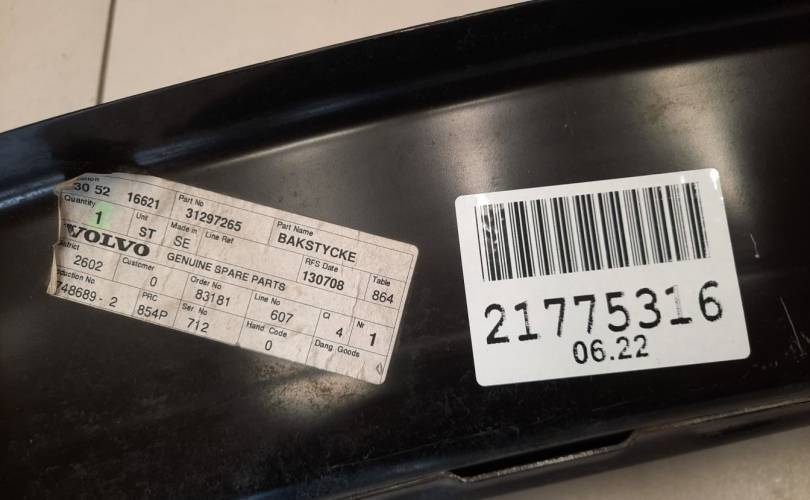 30 52 16621 Part No 31297265 Part Name BAKSTYCKE
Quantity 1 Unit ST Made in SE Line Ref RFS Date 130708 Table 864
VOLVO GENUINE SPARE PARTS
2602 Customer 0 Order No 83181 Line No 607 Cl 4 Nr 1
748689 - 2 PRC 854P Ser No 712 Hand Code 0 Dang Goods
21775316
06.22